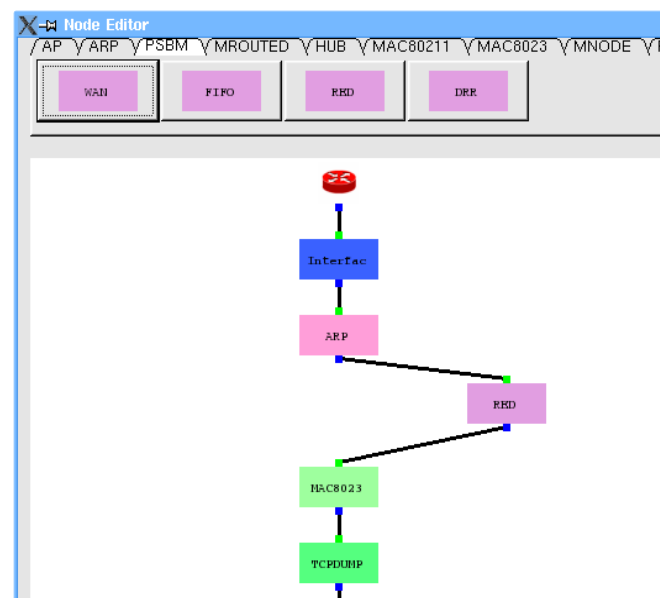 Node Editor
AP ARP PSBM MROUTED HUB MAC80211 MAC8023 MNODE
WAN FIFO RED DRR
Interfac
ARP
RED
MAC8023
TCPDUMP